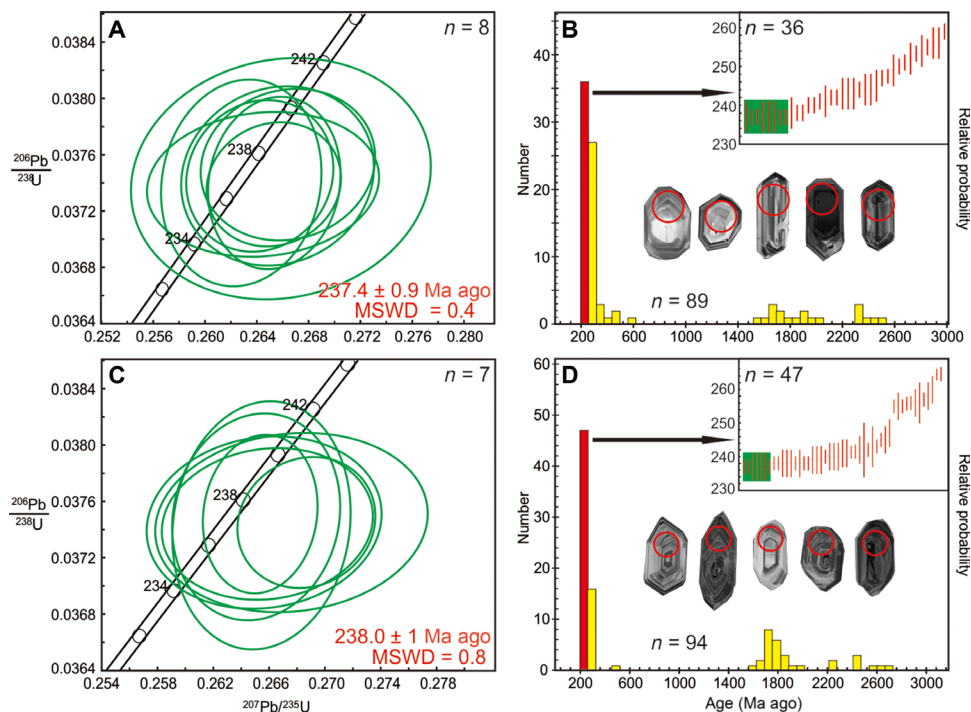 A
n = 8
0.0384
0.0380
0.0376
0.0372
0.0368
0.0364
²⁰⁶Pb
²³⁸U
242
238
234
237.4 ± 0.9 Ma ago
MSWD = 0.4
0.252 0.256 0.260 0.264 0.268 0.272 0.276 0.280
B
n = 36
Number
40
30
20
10
0
260
250
240
230
Relative probability
n = 89
200 600 1000 1400 1800 2200 2600 3000
C
n = 7
0.0384
0.0380
0.0376
0.0372
0.0368
0.0364
²⁰⁶Pb
²³⁸U
242
238
234
238.0 ± 1 Ma ago
MSWD = 0.8
0.254 0.258 0.262 0.266 0.270 0.274 0.278
²⁰⁷Pb/²³⁵U
D
n = 47
Number
60
50
40
30
20
10
0
260
250
240
230
Relative probability
n = 94
200 600 1000 1400 1800 2200 2600 3000
Age (Ma ago)